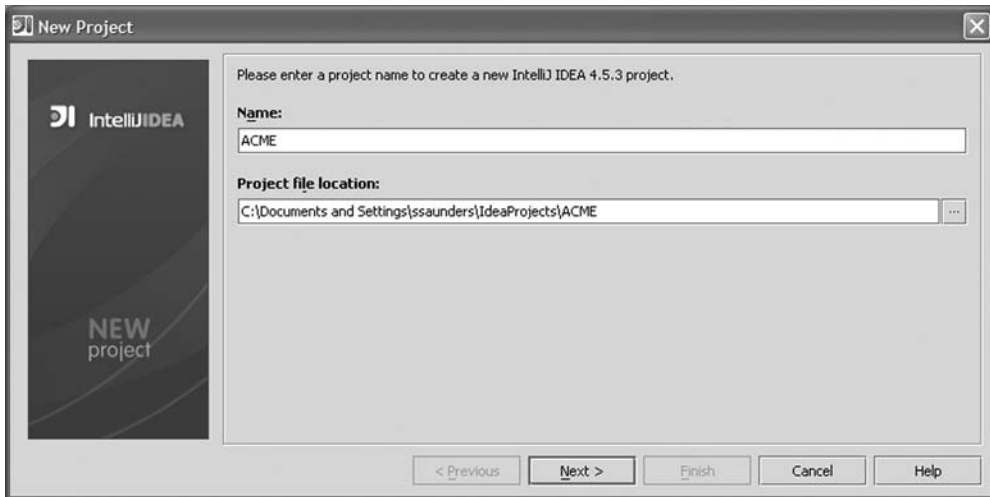 New Project
IntelliJIDEA
NEW
project
Please enter a project name to create a new IntelliJ IDEA 4.5.3 project.
Name:
ACME
Project file location:
C:\Documents and Settings\ssaunders\IdeaProjects\ACME
...
< Previous
Next >
Finish
Cancel
Help